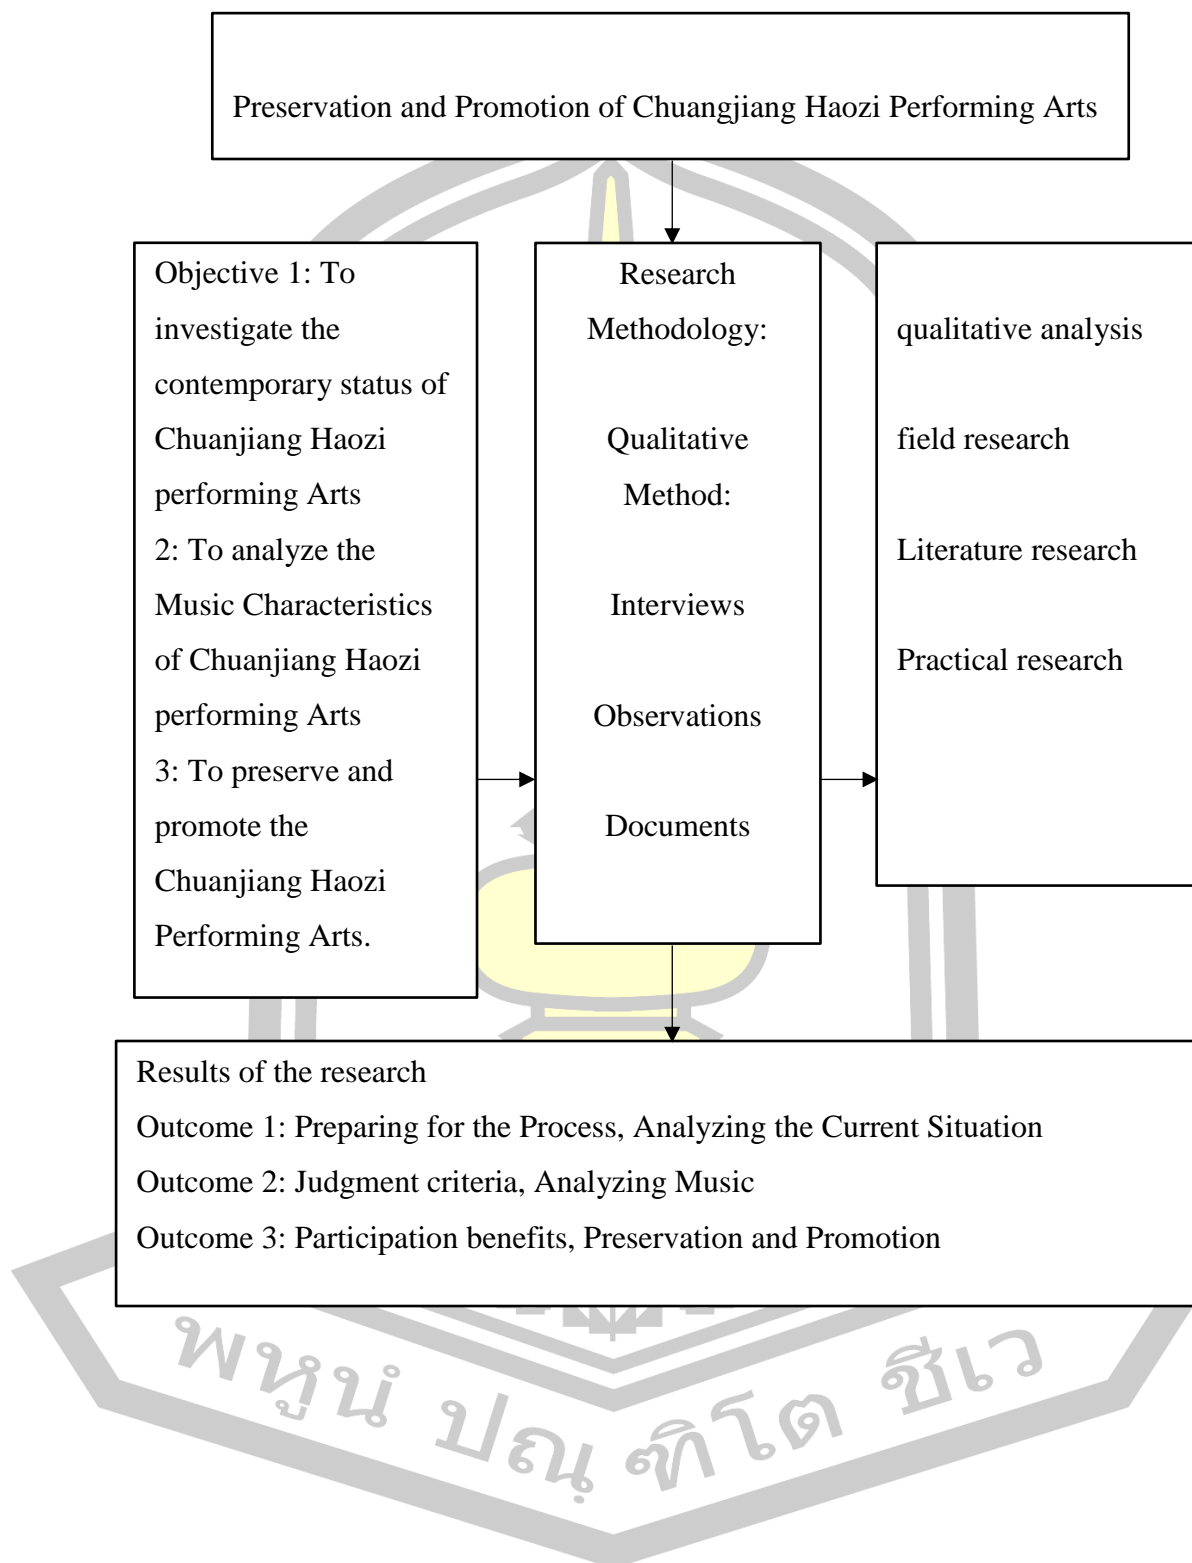 Preservation and Promotion of Chuangjiang Haozi Performing Arts
Objective 1: To
investigate the
contemporary status of
Chuanjiang Haozi
performing Arts
2: To analyze the
Music Characteristics
of Chuanjiang Haozi
performing Arts
3: To preserve and
promote the
Chuanjiang Haozi
Performing Arts.
Research
Methodology:
Qualitative
Method:
Interviews
Observations
Documents
qualitative analysis
field research
Literature research
Practical research
Results of the research
Outcome 1: Preparing for the Process, Analyzing the Current Situation
Outcome 2: Judgment criteria, Analyzing Music
Outcome 3: Participation benefits, Preservation and Promotion
พหูนํ ปณฺฑิโต ชีเว